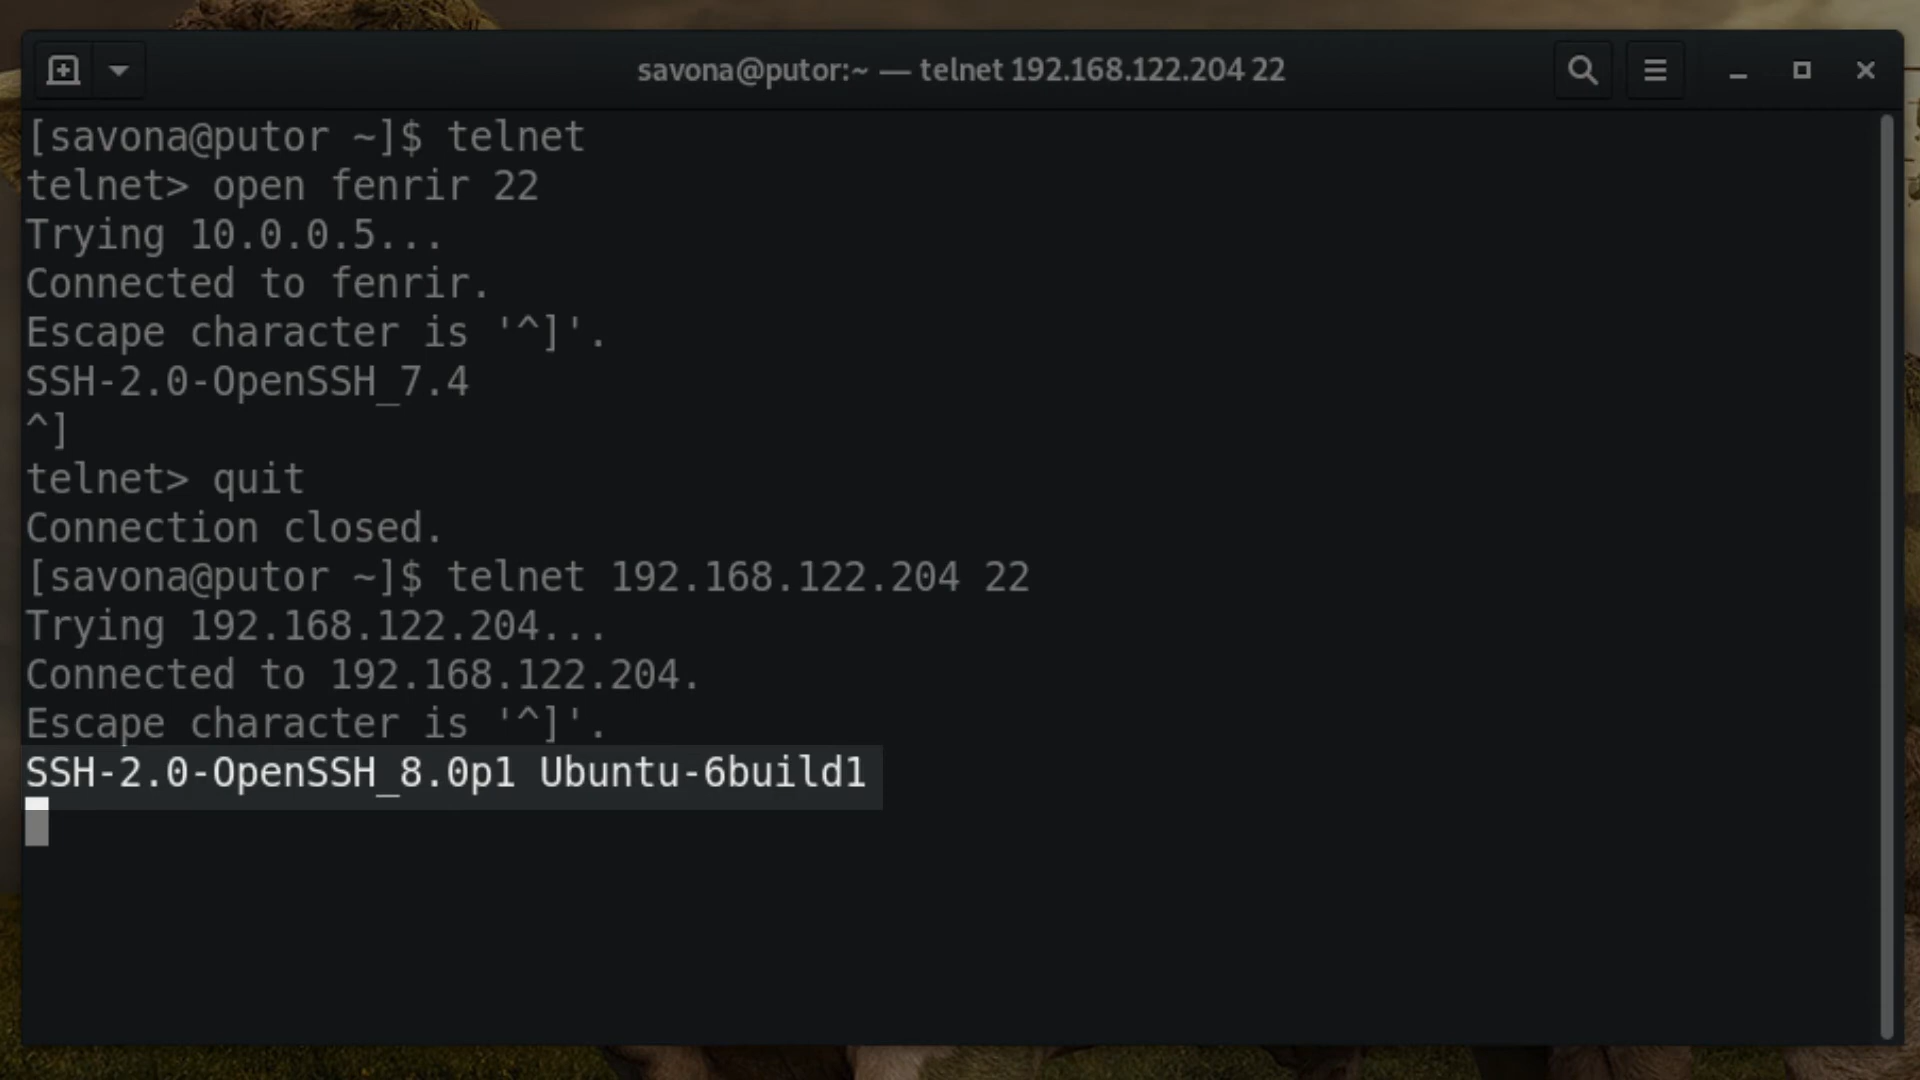 savona@putor:~ — telnet 192.168.122.204 22
[savona@putor ~]$ telnet
telnet> open fenrir 22
Trying 10.0.0.5...
Connected to fenrir.
Escape character is '^]'.
SSH-2.0-OpenSSH_7.4
^]
telnet> quit
Connection closed.
[savona@putor ~]$ telnet 192.168.122.204 22
Trying 192.168.122.204...
Connected to 192.168.122.204.
Escape character is '^]'.
SSH-2.0-OpenSSH_8.0p1 Ubuntu-6build1